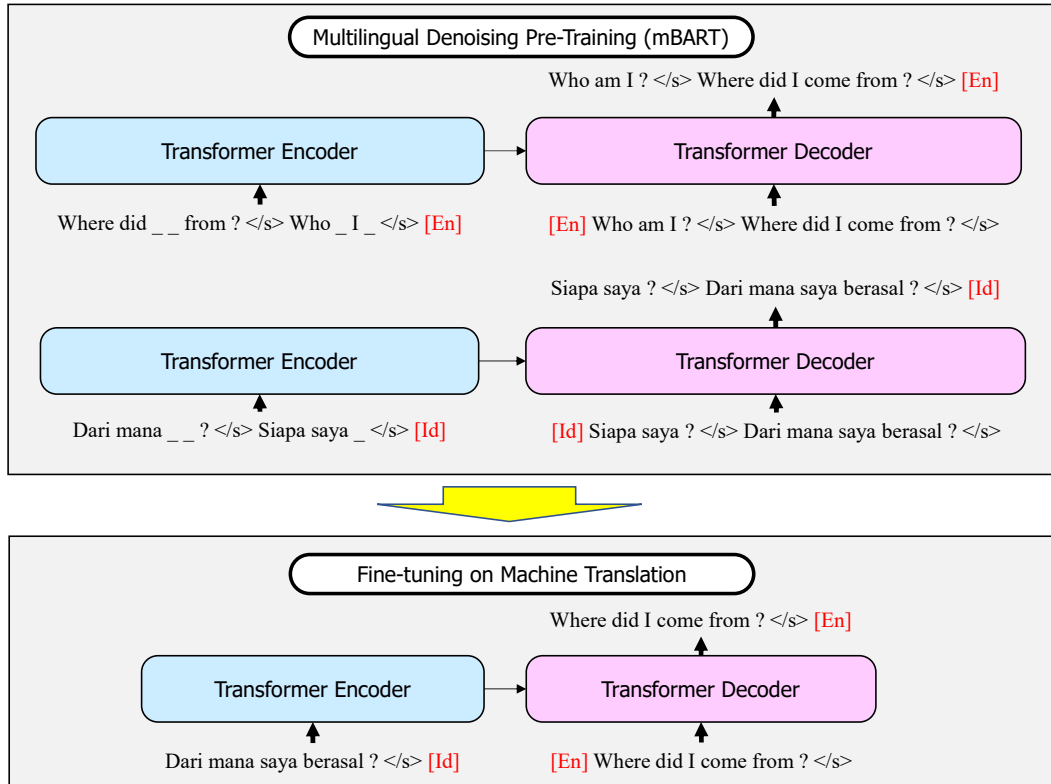 Multilingual Denoising Pre-Training (mBART)
Who am I ? </s> Where did I come from ? </s> [En]
Transformer Encoder
Transformer Decoder
Where did _ _ from ? </s> Who _ I _ </s> [En]
[En] Who am I ? </s> Where did I come from ? </s>
Siapa saya ? </s> Dari mana saya berasal ? </s> [Id]
Transformer Encoder
Transformer Decoder
Dari mana _ _ ? </s> Siapa saya _ </s> [Id]
[Id] Siapa saya ? </s> Dari mana saya berasal ? </s>
Fine-tuning on Machine Translation
Where did I come from ? </s> [En]
Transformer Encoder
Transformer Decoder
Dari mana saya berasal ? </s> [Id]
[En] Where did I come from ? </s>